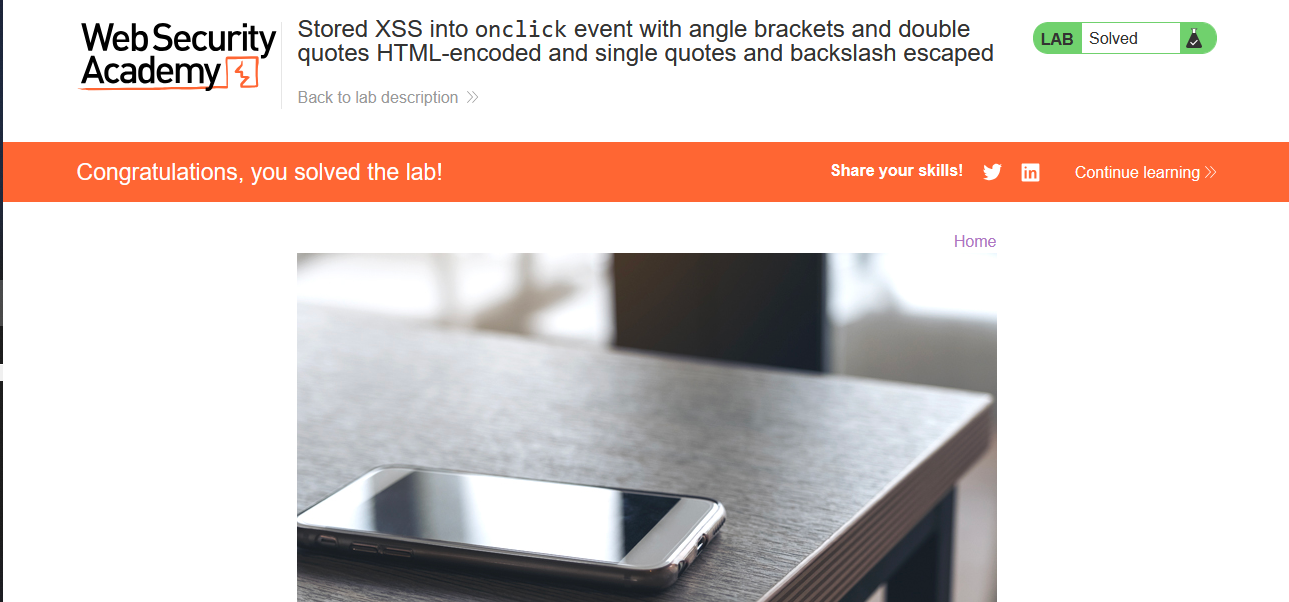 Web Security
Academy
Stored XSS into onclick event with angle brackets and double
quotes HTML-encoded and single quotes and backslash escaped
Back to lab description
LAB Solved
Congratulations, you solved the lab!
Share your skills!
Continue learning
Home